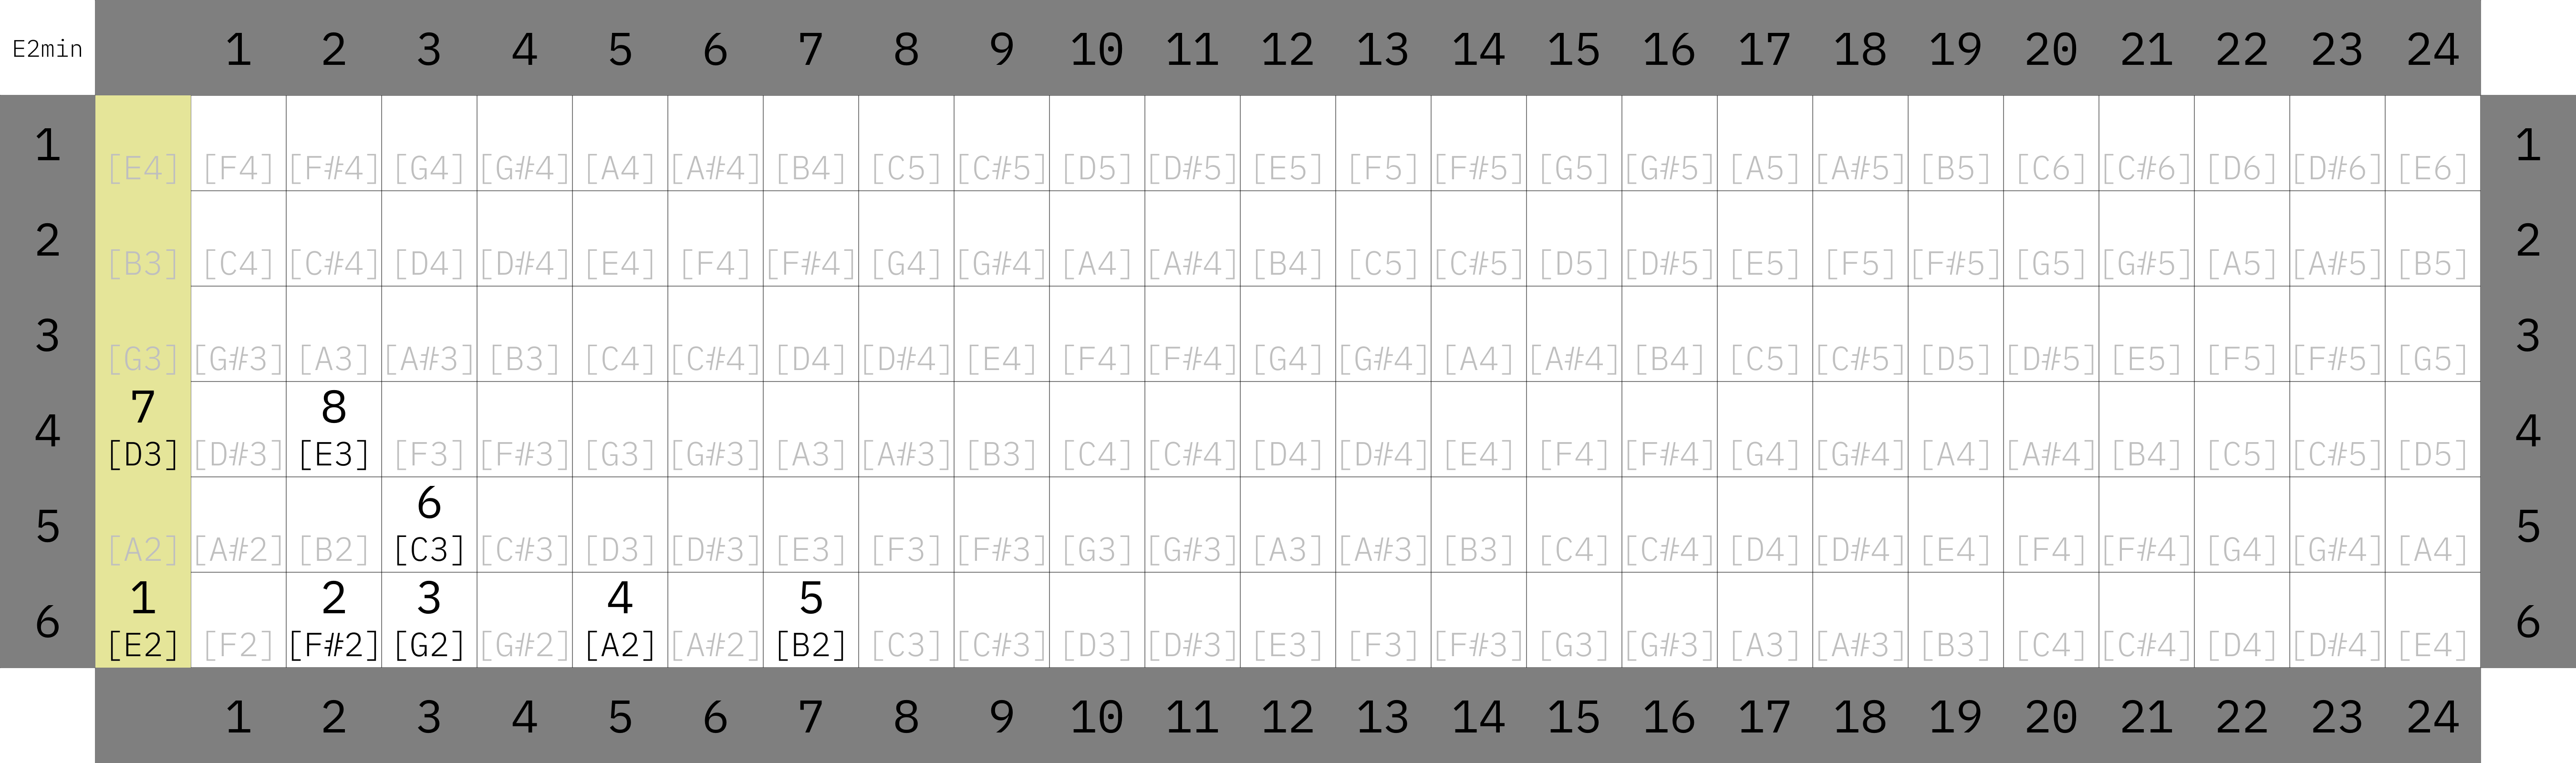 E2min 1 2 3 4 5 6 7 8 9 10 11 12 13 14 15 16 17 18 19 20 21 22 23 24
1 [E4] [F4] [F#4] [G4] [G#4] [A4] [A#4] [B4] [C5] [C#5] [D5] [D#5] [E5] [F5] [F#5] [G5] [G#5] [A5] [A#5] [B5] [C6] [C#6] [D6] [D#6] [E6] 1
2 [B3] [C4] [C#4] [D4] [D#4] [E4] [F4] [F#4] [G4] [G#4] [A4] [A#4] [B4] [C5] [C#5] [D5] [D#5] [E5] [F5] [F#5] [G5] [G#5] [A5] [A#5] [B5] 2
3 [G3] [G#3] [A3] [A#3] [B3] [C4] [C#4] [D4] [D#4] [E4] [F4] [F#4] [G4] [G#4] [A4] [A#4] [B4] [C5] [C#5] [D5] [D#5] [E5] [F5] [F#5] [G5] 3
7 8
4 [D3] [D#3] [E3] [F3] [F#3] [G3] [G#3] [A3] [A#3] [B3] [C4] [C#4] [D4] [D#4] [E4] [F4] [F#4] [G4] [G#4] [A4] [A#4] [B4] [C5] [C#5] [D5] 4
6
5 [A2] [A#2] [B2] [C3] [C#3] [D3] [D#3] [E3] [F3] [F#3] [G3] [G#3] [A3] [A#3] [B3] [C4] [C#4] [D4] [D#4] [E4] [F4] [F#4] [G4] [G#4] [A4] 5
1 2 3 4 5
6 [E2] [F2] [F#2] [G2] [G#2] [A2] [A#2] [B2] [C3] [C#3] [D3] [D#3] [E3] [F3] [F#3] [G3] [G#3] [A3] [A#3] [B3] [C4] [C#4] [D4] [D#4] [E4] 6
1 2 3 4 5 6 7 8 9 10 11 12 13 14 15 16 17 18 19 20 21 22 23 24